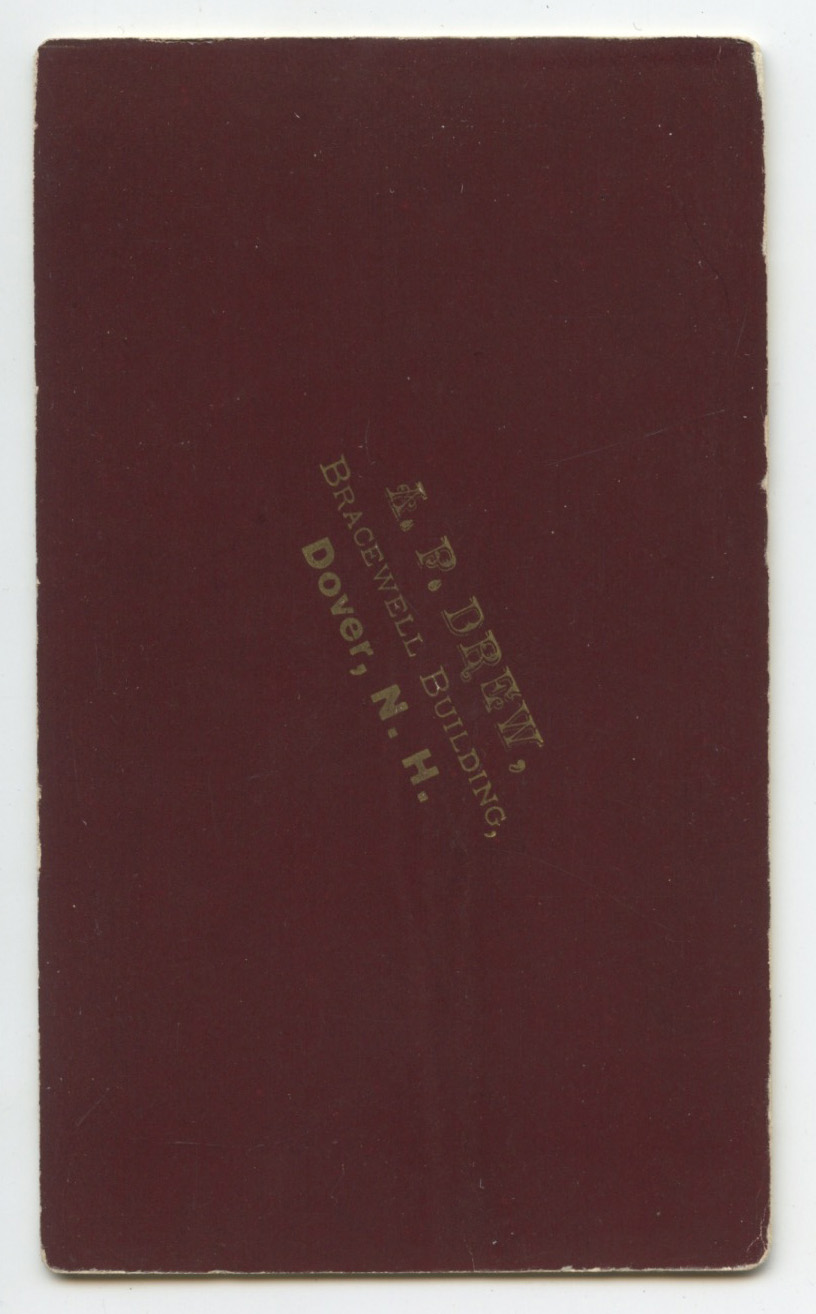 A. P. DREW,
BRACEWELL BUILDING,
Dover, N. H.